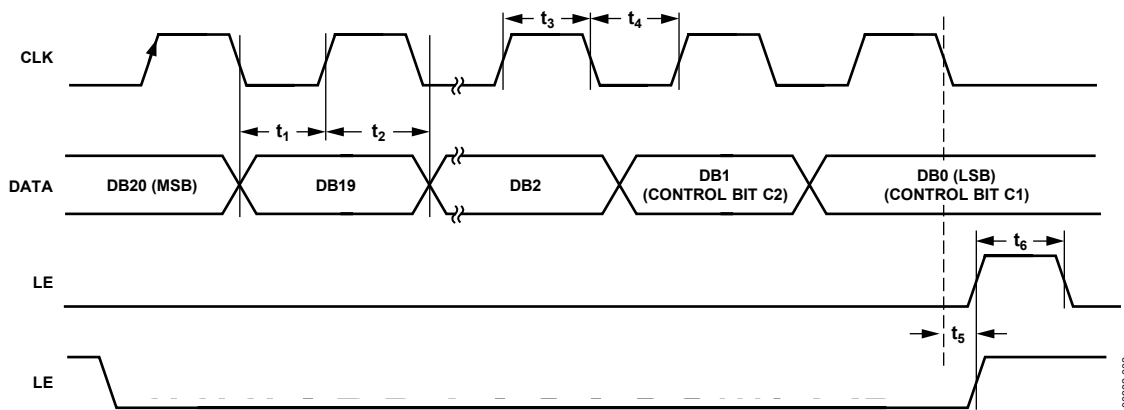 t3 t4
CLK
t1 t2
DATA DB20 (MSB) DB19 DB2 DB1 (CONTROL BIT C2) DB0 (LSB) (CONTROL BIT C1)
t6
LE
t5
LE